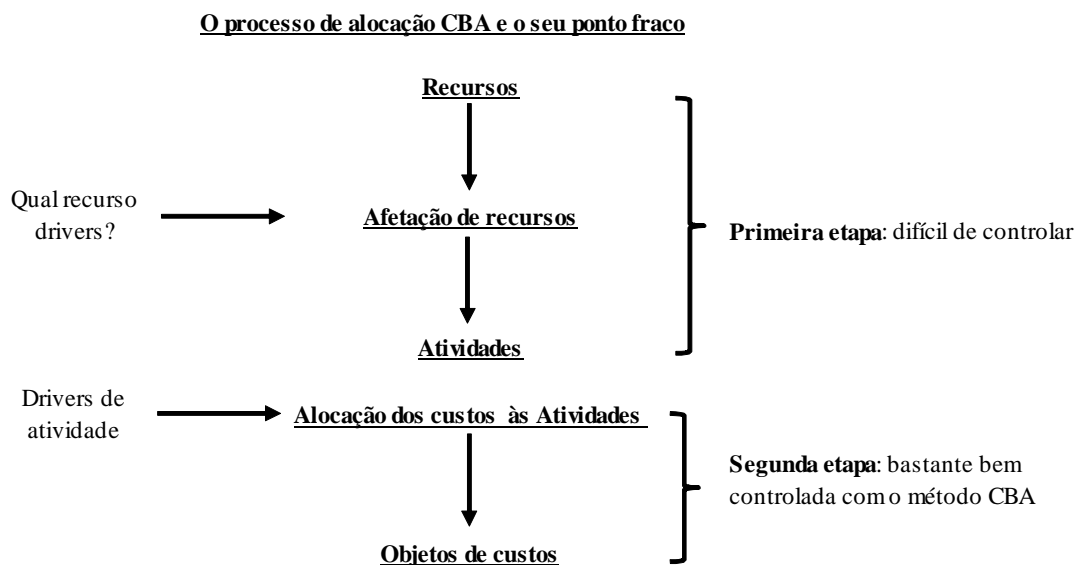 O processo de alocação CBA e o seu ponto fraco
Recursos
Qual recurso
drivers?
Afetação de recursos
Primeira etapa: difícil de controlar
Atividades
Drivers de
atividade
Alocação dos custos às Atividades
Segunda etapa: bastante bem
controlada com o método CBA
Objetos de custos